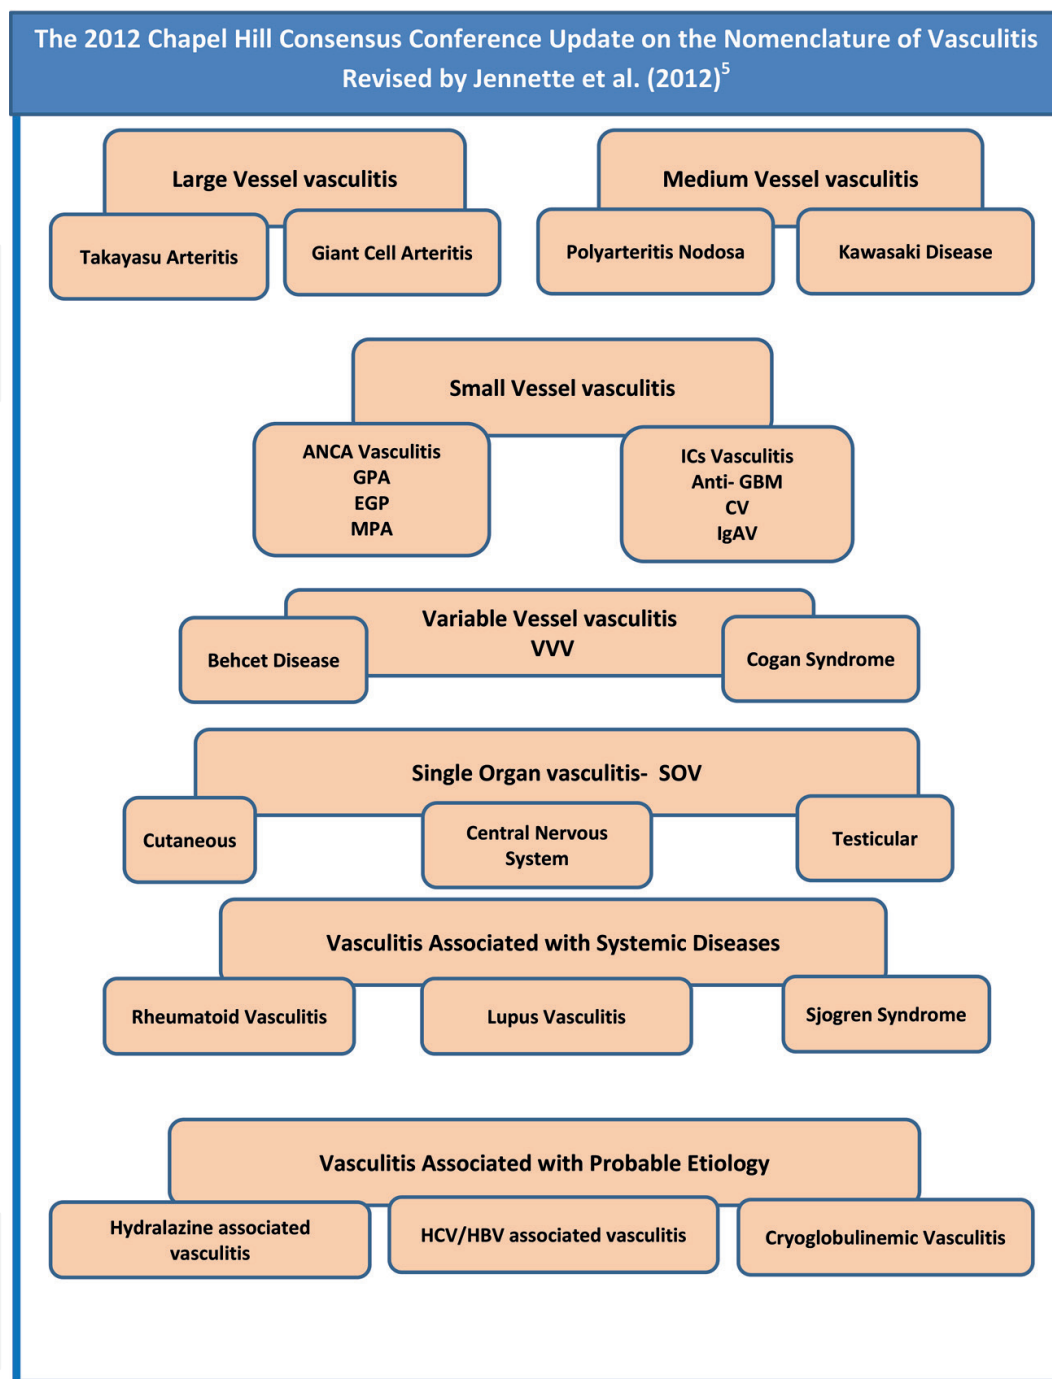 The 2012 Chapel Hill Consensus Conference Update on the Nomenclature of Vasculitis
Revised by Jennette et al. (2012)5
Large Vessel vasculitis
Takayasu Arteritis
Giant Cell Arteritis
Medium Vessel vasculitis
Polyarteritis Nodosa
Kawasaki Disease
Small Vessel vasculitis
ANCA Vasculitis
GPA
EGP
MPA
ICs Vasculitis
Anti- GBM
CV
IgAV
Variable Vessel vasculitis
VVV
Behcet Disease
Cogan Syndrome
Single Organ vasculitis-  SOV
Cutaneous
Central Nervous
System
Testicular
Vasculitis Associated with Systemic Diseases
Rheumatoid Vasculitis
Lupus Vasculitis
Sjogren Syndrome
Vasculitis Associated with Probable Etiology
Hydralazine associated
vasculitis
HCV/HBV associated vasculitis
Cryoglobulinemic Vasculitis